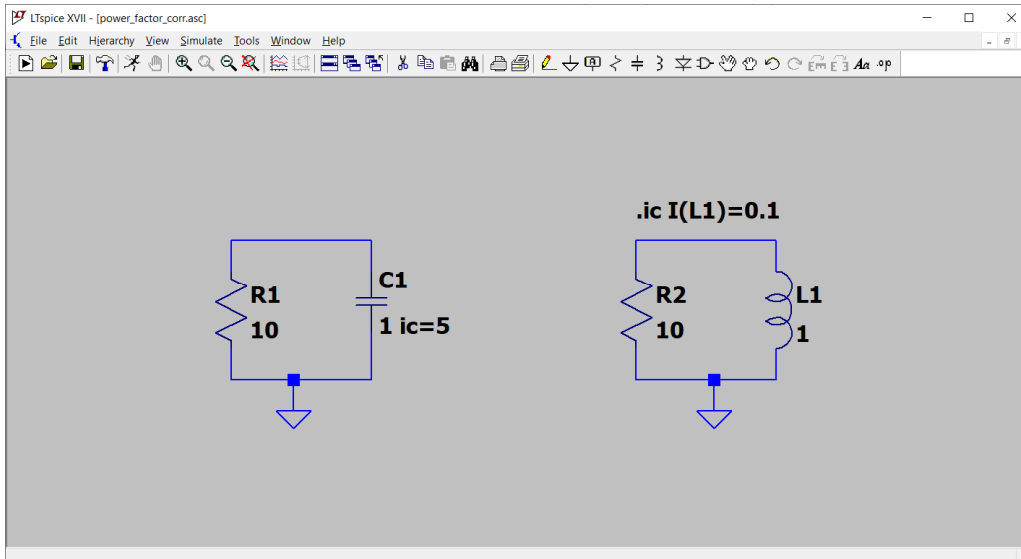 LTspice XVII - [power_factor_corr.asc]
File Edit Hierarchy View Simulate Tools Window Help
Aa .op
.ic I(L1)=0.1
R1
10
C1
1 ic=5
R2
10
L1
1